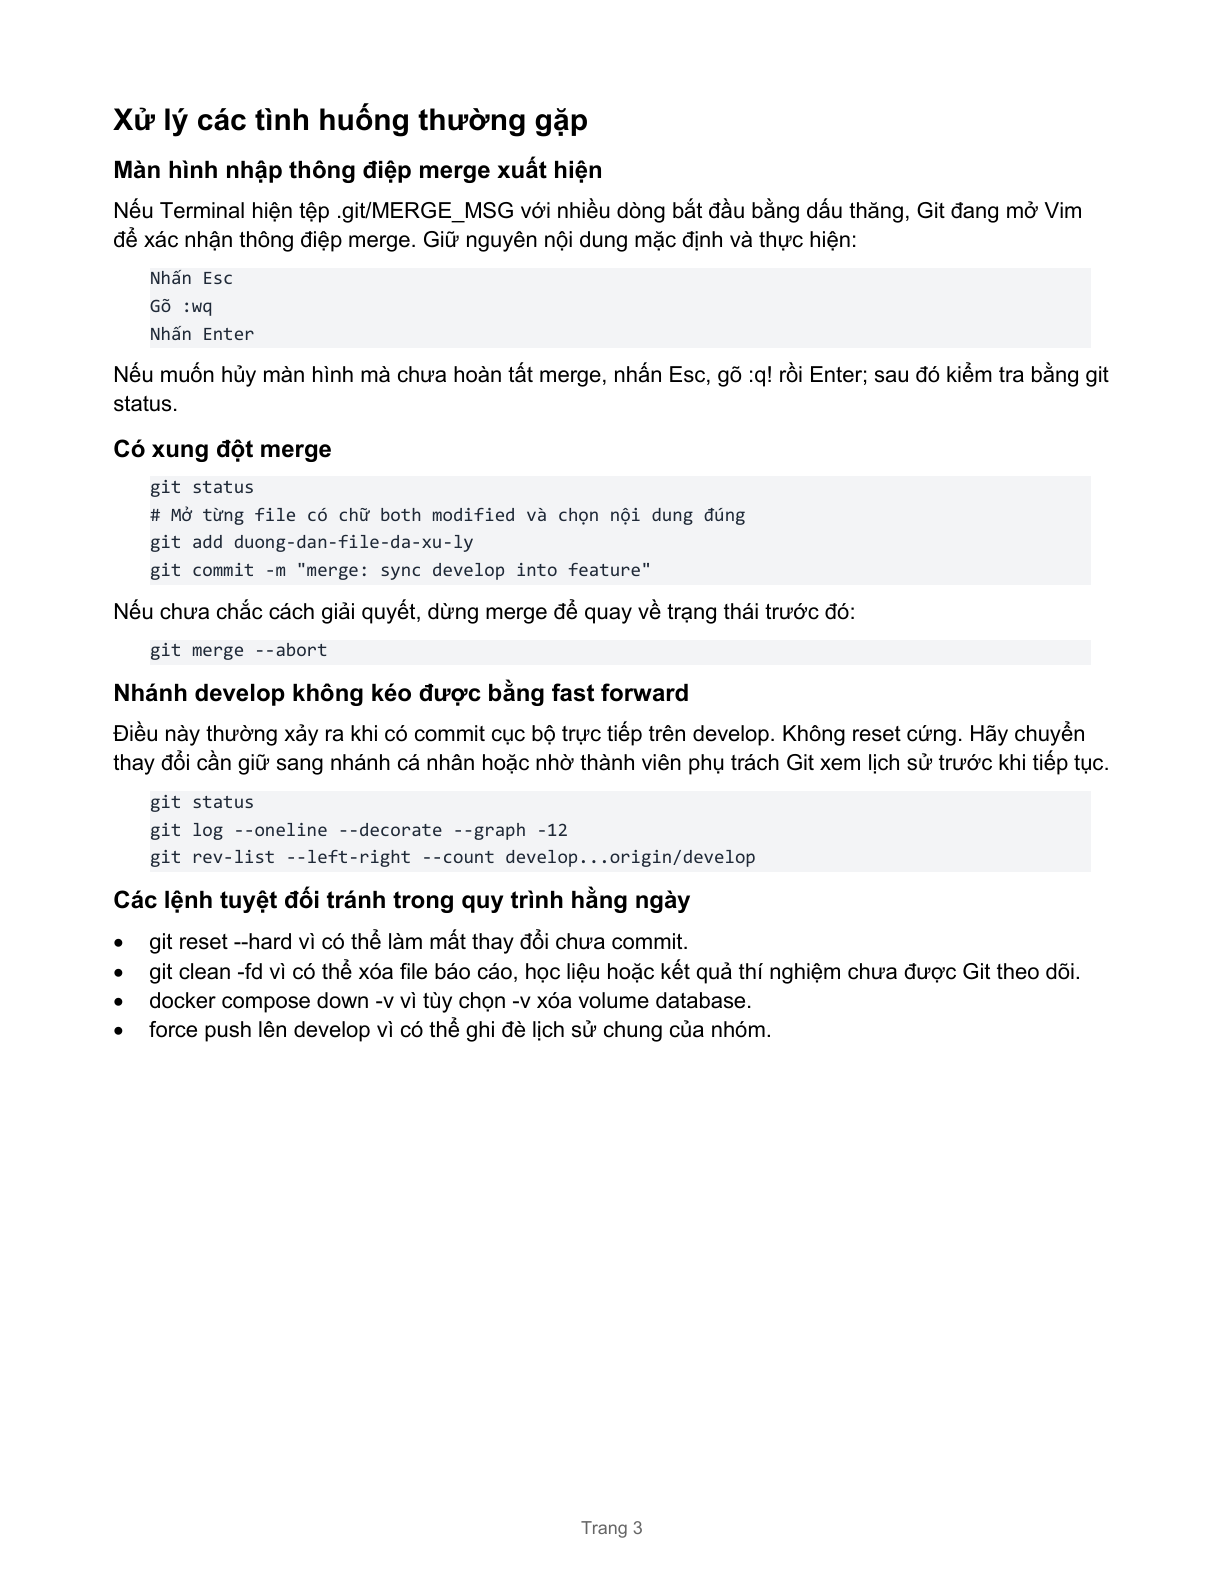 Xử lý các tình huống thường gặp
Màn hình nhập thông điệp merge xuất hiện
Nếu Terminal hiện tệp .git/MERGE_MSG với nhiều dòng bắt đầu bằng dấu thăng, Git đang mở Vim
để xác nhận thông điệp merge. Giữ nguyên nội dung mặc định và thực hiện:
Nhấn Esc
Gõ :wq
Nhấn Enter
Nếu muốn hủy màn hình mà chưa hoàn tất merge, nhấn Esc, gõ :q! rồi Enter; sau đó kiểm tra bằng git
status.
Có xung đột merge
git status
# Mở từng file có chữ both modified và chọn nội dung đúng
git add duong-dan-file-da-xu-ly
git commit -m "merge: sync develop into feature"
Nếu chưa chắc cách giải quyết, dừng merge để quay về trạng thái trước đó:
git merge --abort
Nhánh develop không kéo được bằng fast forward
Điều này thường xảy ra khi có commit cục bộ trực tiếp trên develop. Không reset cứng. Hãy chuyển
thay đổi cần giữ sang nhánh cá nhân hoặc nhờ thành viên phụ trách Git xem lịch sử trước khi tiếp tục.
git status
git log --oneline --decorate --graph -12
git rev-list --left-right --count develop...origin/develop
Các lệnh tuyệt đối tránh trong quy trình hằng ngày
• git reset --hard vì có thể làm mất thay đổi chưa commit.
• git clean -fd vì có thể xóa file báo cáo, học liệu hoặc kết quả thí nghiệm chưa được Git theo dõi.
• docker compose down -v vì tùy chọn -v xóa volume database.
• force push lên develop vì có thể ghi đè lịch sử chung của nhóm.
Trang 3